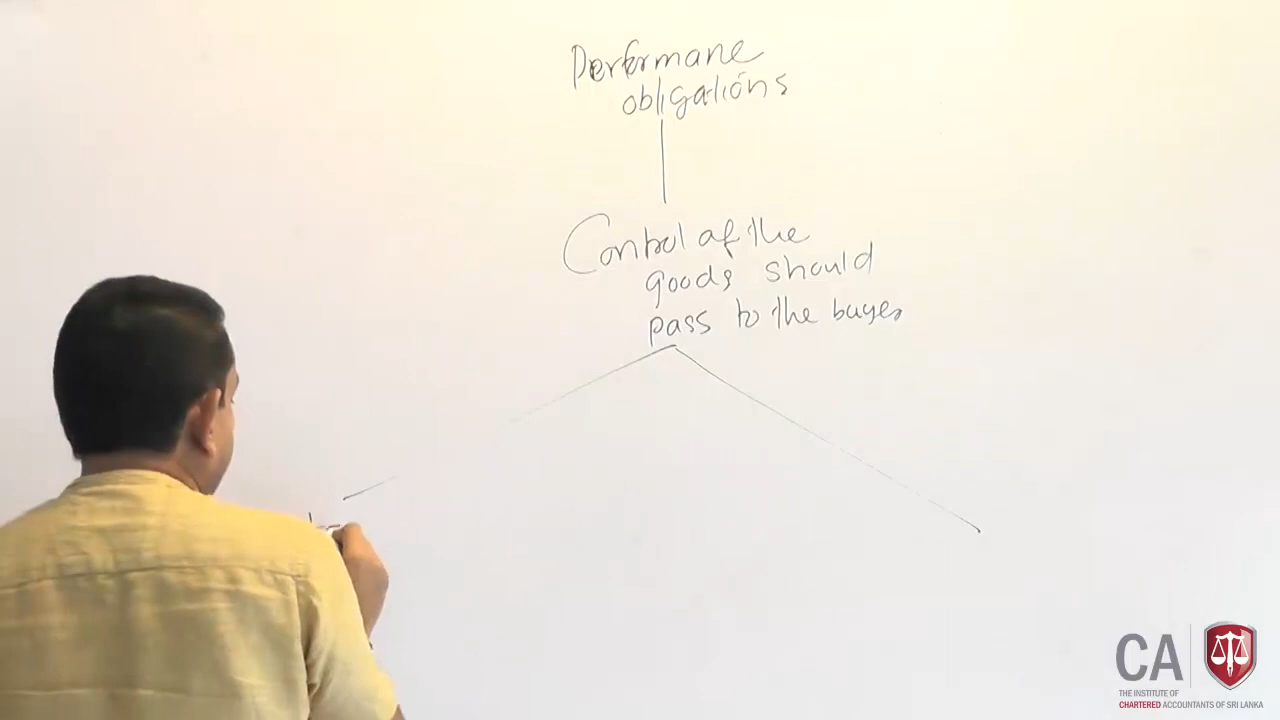 Performane
obligations
Control of the
goods should
pass to the buyer
CA
THE INSTITUTE OF
CHARTERED ACCOUNTANTS OF SRI LANKA